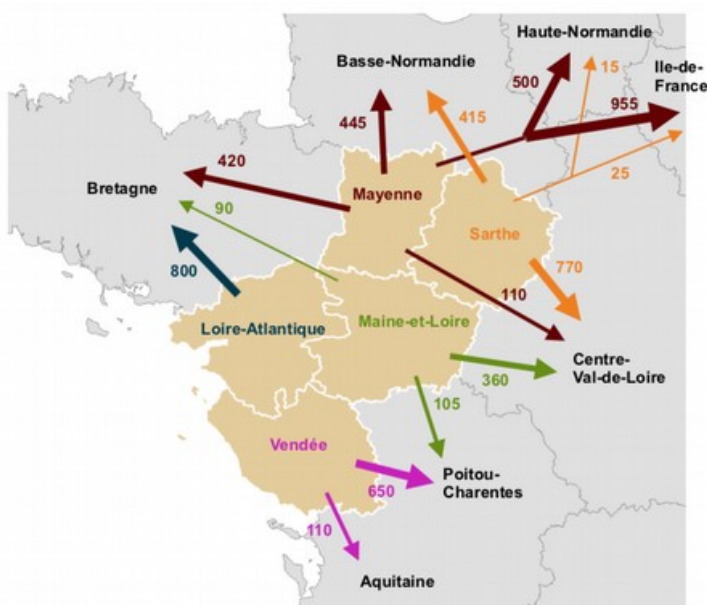 Haute-Normandie
Basse-Normandie
15
Ile-de-
France
500
955
445
415
420
25
Bretagne
90
Mayenne
Sarthe
800
770
110
Loire-Atlantique
Maine-et-Loire
Centre-
Val-de-Loire
360
105
Vendée
650
Poitou-
Charentes
110
Aquitaine